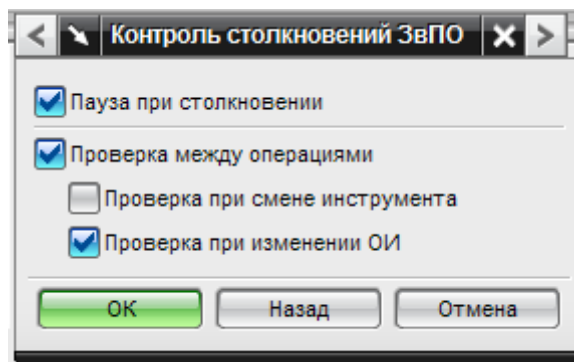 Контроль столкновений ЗвПО
Пауза при столкновении
Проверка между операциями
Проверка при смене инструмента
Проверка при изменении ОИ
ОК Назад Отмена